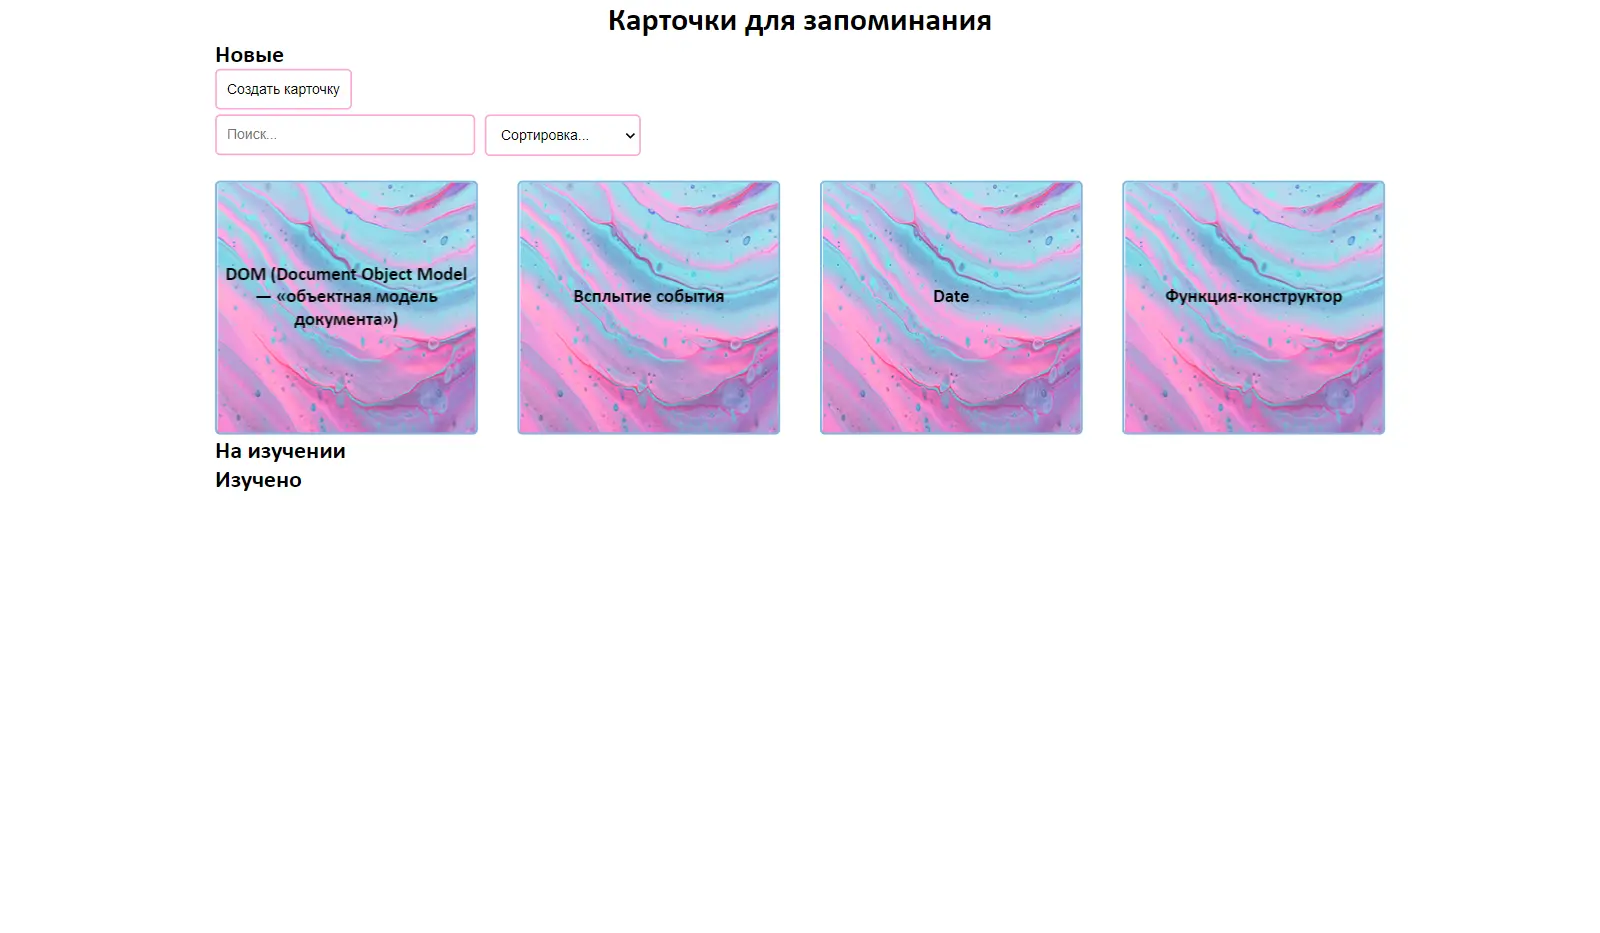 Карточки для запоминания
Новые
Создать карточку
Поиск...
Сортировка...
DOM (Document Object Model
— «объектная модель
документа»)
Всплытие события
Date
Функция-конструктор
На изучении
Изучено